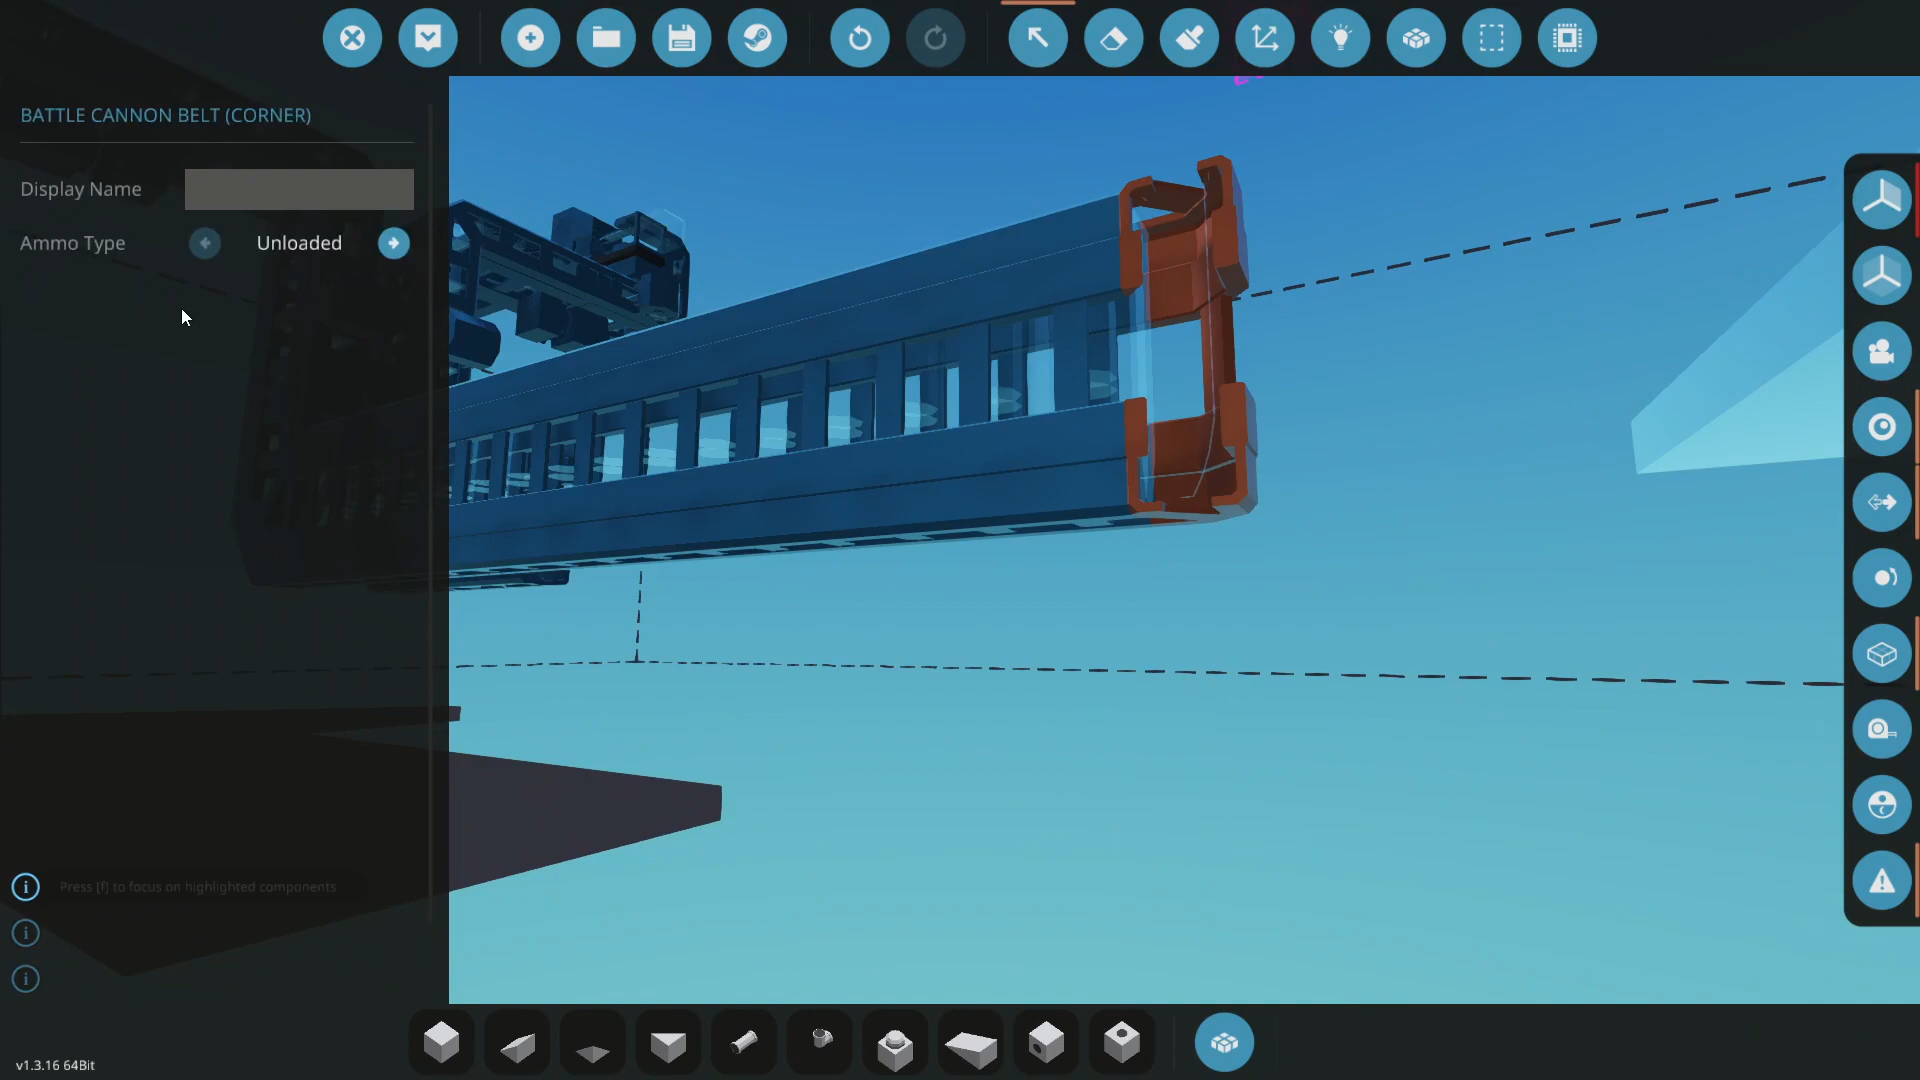 BATTLE CANNON BELT (CORNER)
Display Name
Ammo Type
Unloaded
Press [f] to focus on highlighted components
v1.3.16 64Bit